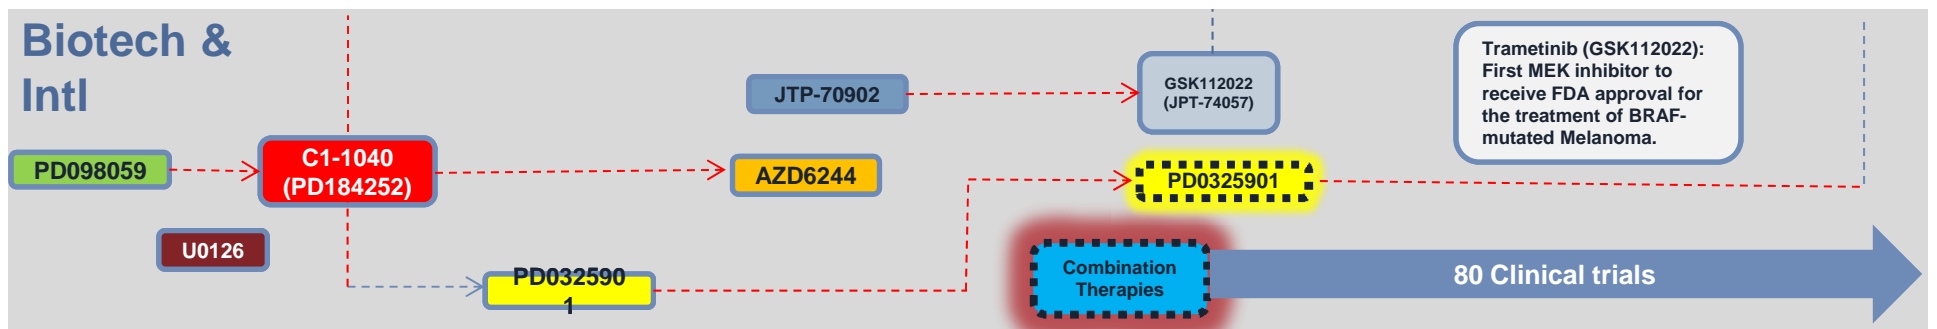 Biotech &
Intl
JTP-70902
GSK112022
(JPT-74057)
Trametinib (GSK112022):
First MEK inhibitor to
receive FDA approval for
the treatment of BRAF-
mutated Melanoma.
PD098059
C1-1040
(PD184252)
AZD6244
PD0325901
U0126
PD032590
1
Combination
Therapies
80 Clinical trials